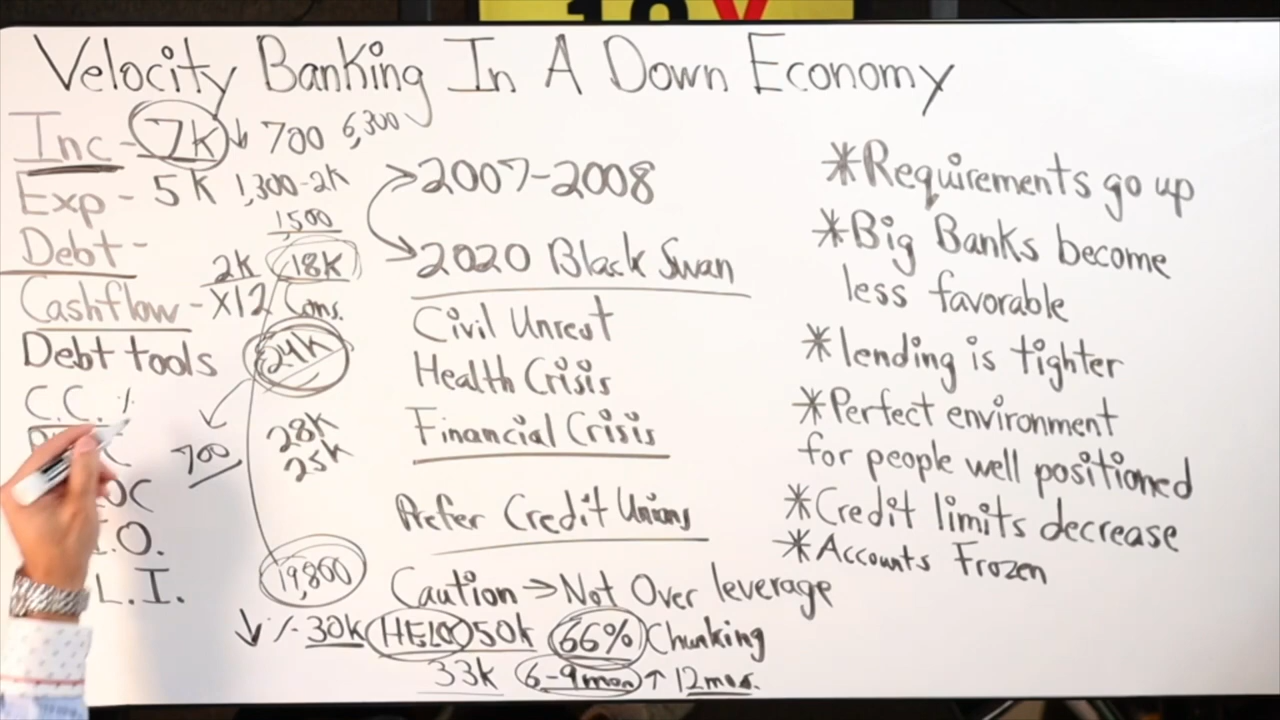 Velocity Banking In A Down Economy
Inc - 7K ↓ 700 6,300
Exp - 5K 1,300-2K
1,500
Debt -
2K 18K
Cashflow - X12 Cons.
Debt tools
24K
C.C. %
700
28K
25K
I.O.
L.I.
19,800
>2007-2008
2020 Black Swan
Civil Unrest
Health Crisis
Financial Crisis
Prefer Credit Unions
Caution → Not Over leverage
↓ % 30K HELOC 50k 66% Chunking
33k 6-9mon ↑ 12mos.
*Requirements go up
*Big Banks become
less favorable
*lending is tighter
*Perfect environment
for people well positioned
*Credit limits decrease
*Accounts Frozen